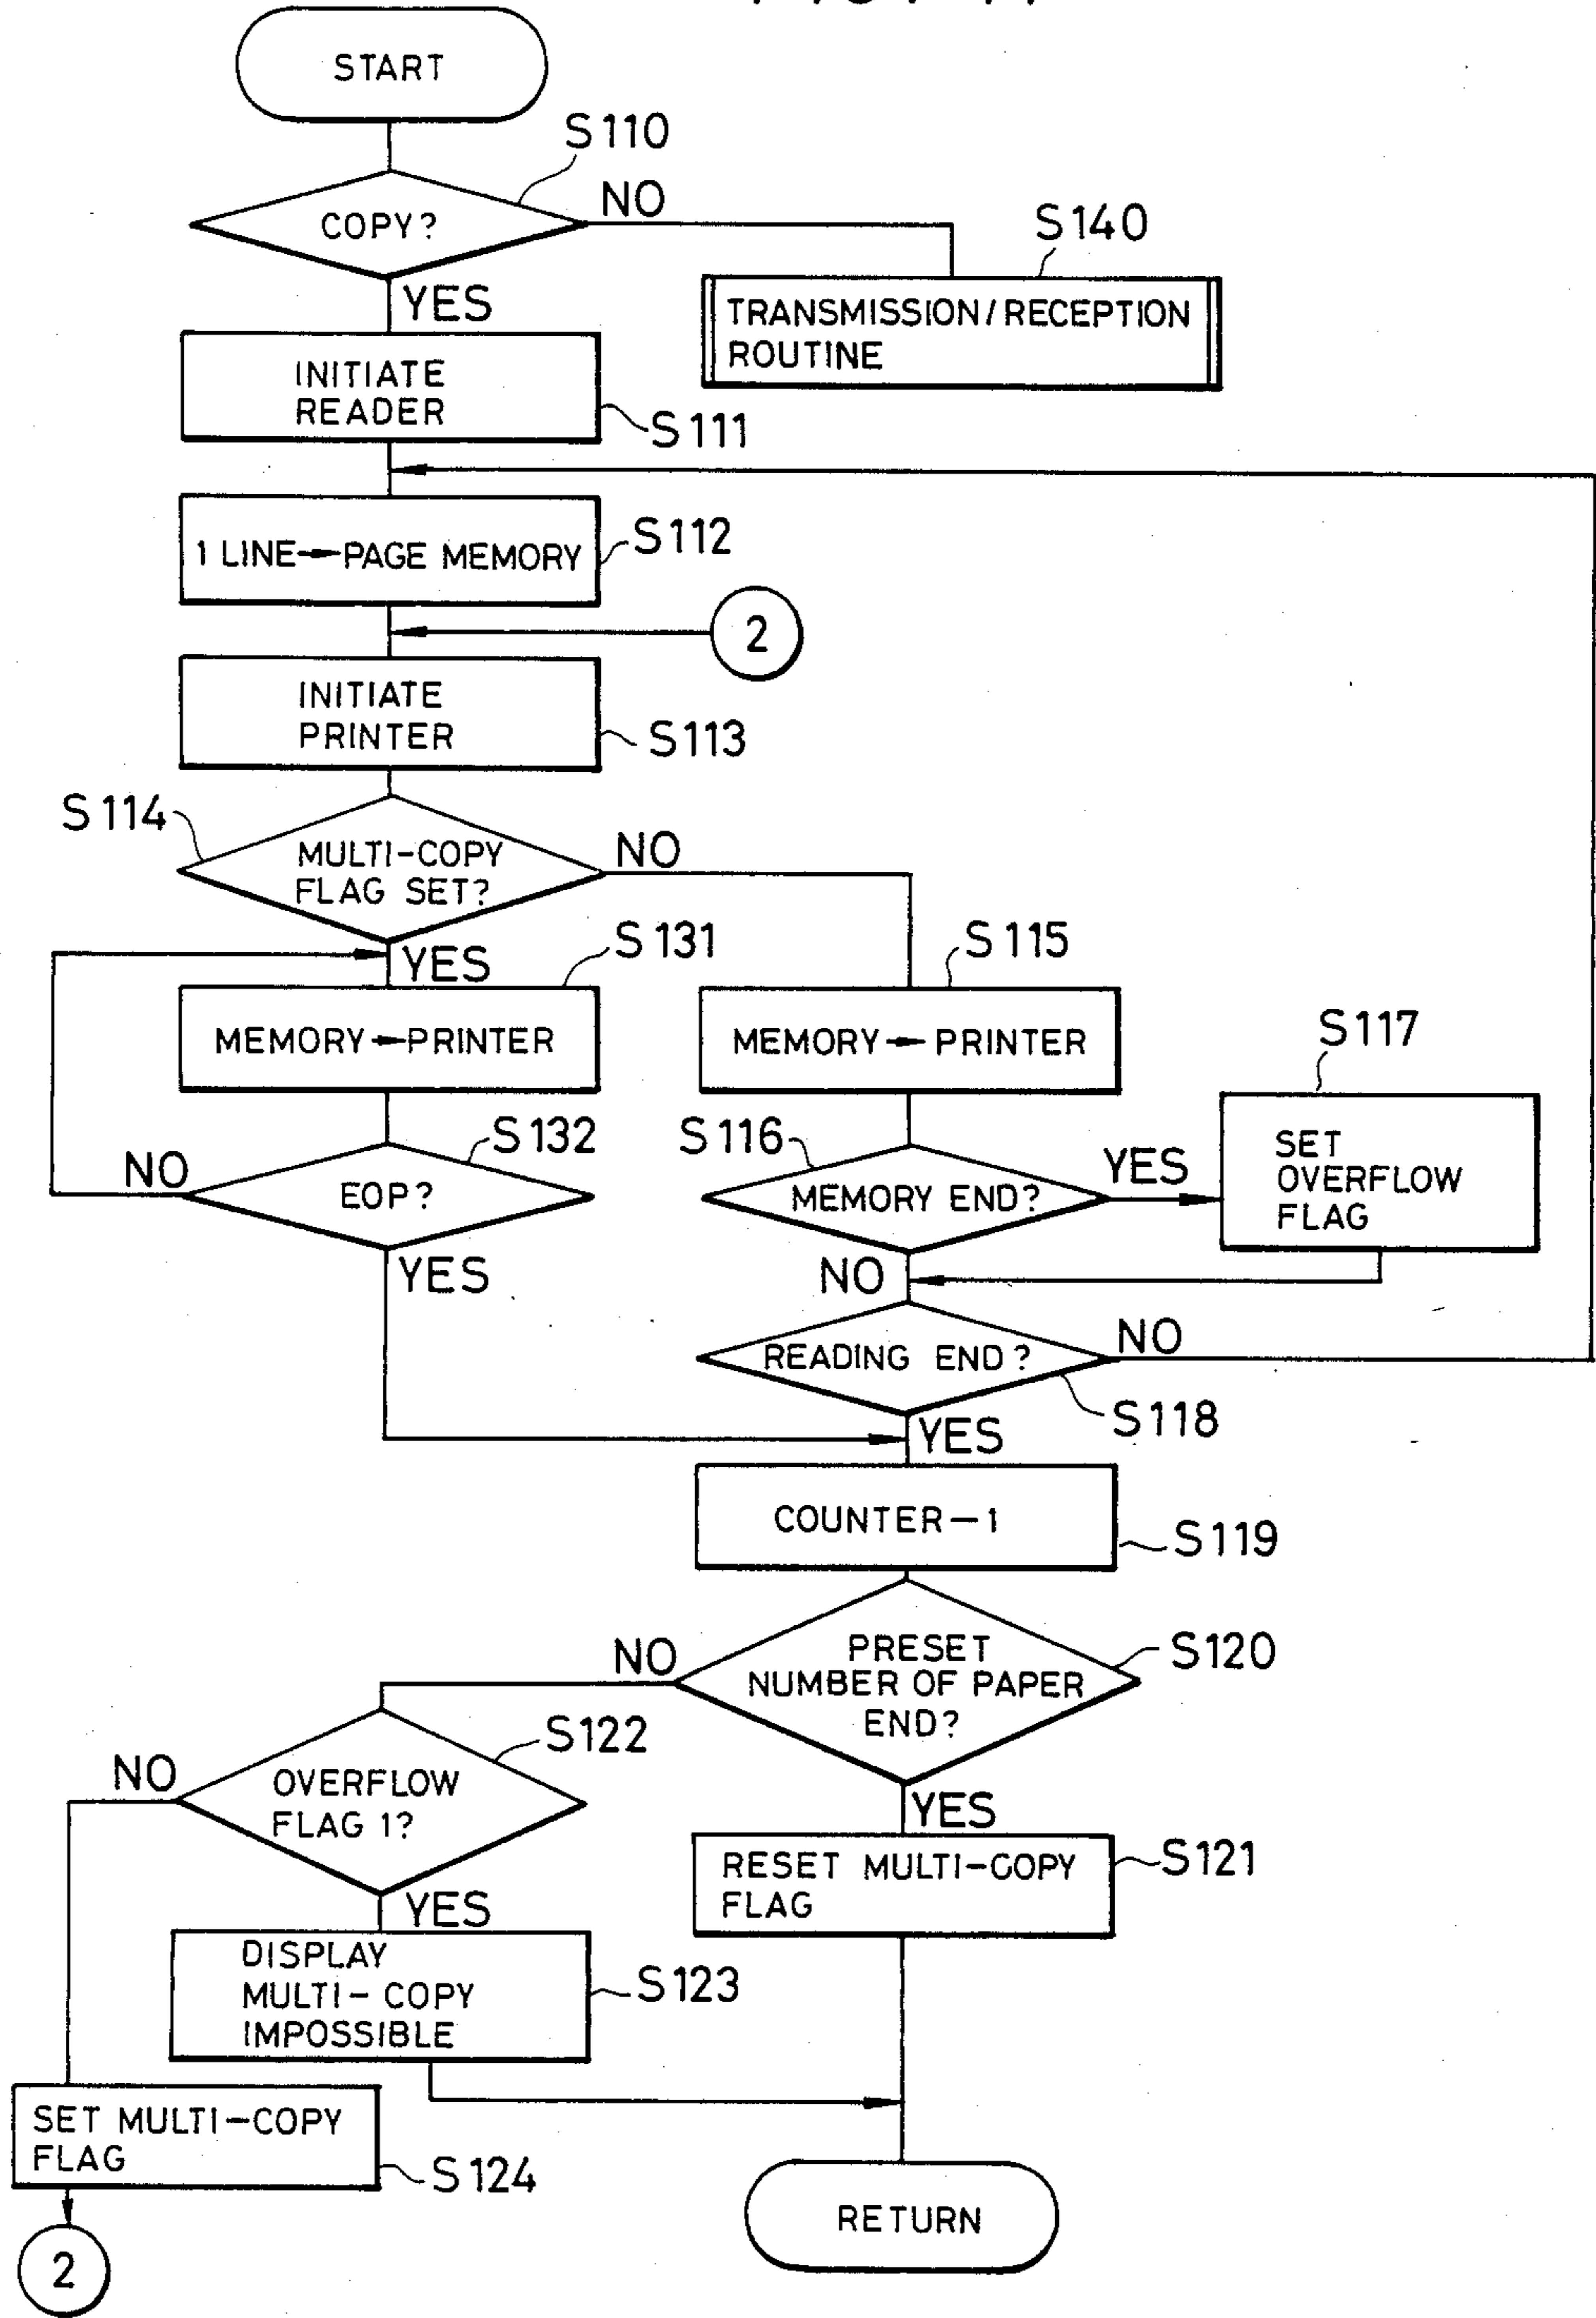 START
S110
COPY?
NO
S140
YES
TRANSMISSION/RECEPTION
ROUTINE
INITIATE
READER
S111
1 LINE→PAGE MEMORY
S112
2
INITIATE
PRINTER
S113
S114
MULTI-COPY
FLAG SET?
NO
YES
S131
S115
MEMORY→PRINTER
MEMORY→PRINTER
S117
S132
S116
SET
OVERFLOW
FLAG
NO
EOP?
MEMORY END?
YES
YES
NO
READING END?
NO
S118
YES
COUNTER-1
S119
PRESET
NUMBER OF PAPER
END?
S120
NO
S122
NO
OVERFLOW
FLAG 1?
YES
YES
RESET MULTI-COPY
FLAG
S121
DISPLAY
MULTI-COPY
IMPOSSIBLE
S123
SET MULTI-COPY
FLAG
S124
RETURN
2